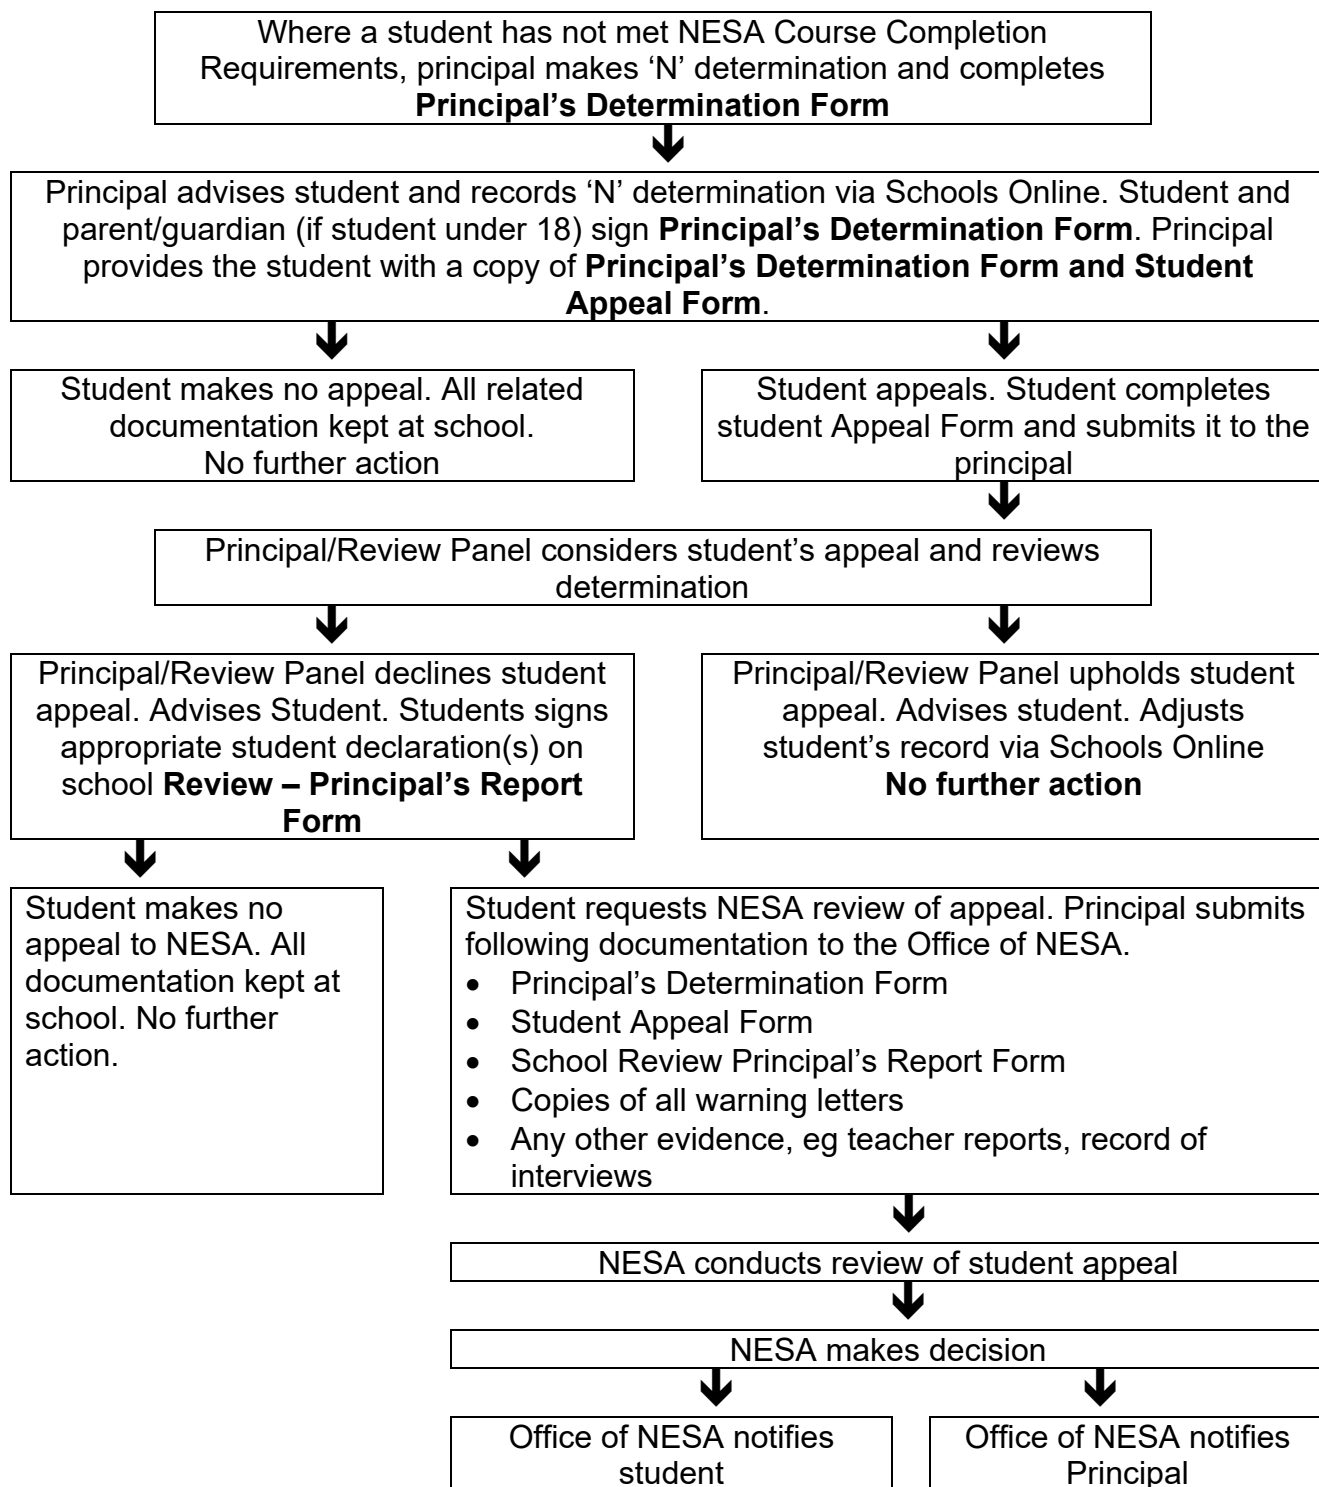 Where a student has not met NESA Course Completion
Requirements, principal makes ‘N’ determination and completes
Principal’s Determination Form
Principal advises student and records ‘N’ determination via Schools Online. Student and
parent/guardian (if student under 18) sign Principal’s Determination Form. Principal
provides the student with a copy of Principal’s Determination Form and Student
Appeal Form.
Student makes no appeal. All related
documentation kept at school.
No further action
Student appeals. Student completes
student Appeal Form and submits it to the
principal
Principal/Review Panel considers student’s appeal and reviews
determination
Principal/Review Panel declines student
appeal. Advises Student. Students signs
appropriate student declaration(s) on
school Review – Principal’s Report
Form
Principal/Review Panel upholds student
appeal. Advises student. Adjusts
student’s record via Schools Online
No further action
Student makes no
appeal to NESA. All
documentation kept at
school. No further
action.
Student requests NESA review of appeal. Principal submits
following documentation to the Office of NESA.
• Principal’s Determination Form
• Student Appeal Form
• School Review Principal’s Report Form
• Copies of all warning letters
• Any other evidence, eg teacher reports, record of
interviews
NESA conducts review of student appeal
NESA makes decision
Office of NESA notifies
student
Office of NESA notifies
Principal